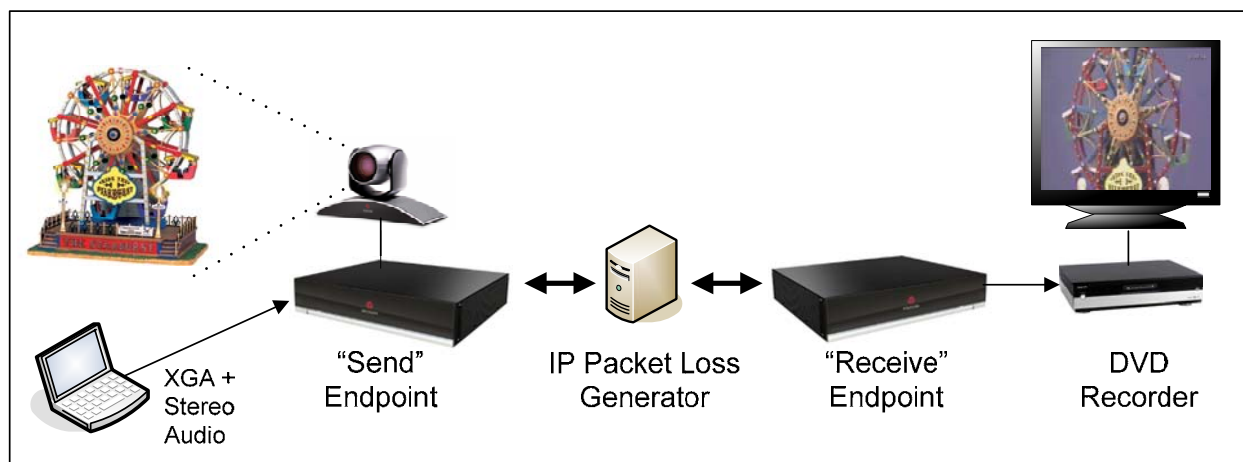 XGA +
Stereo
Audio
“Send”
Endpoint
IP Packet Loss
Generator
“Receive”
Endpoint
DVD
Recorder